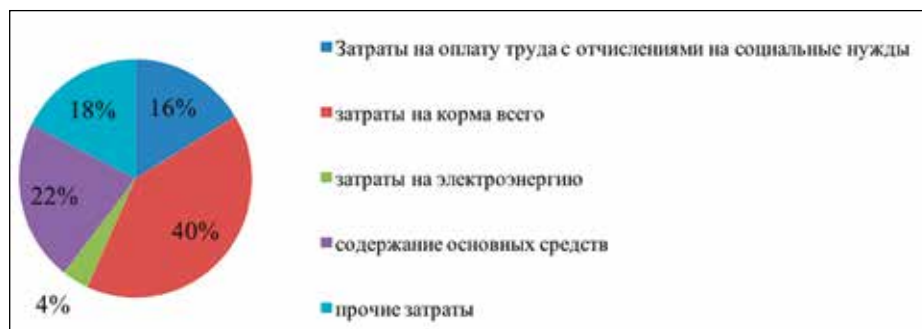 18%
16%
22%
40%
4%
Затраты на оплату труда с отчислениями на социальные нужды
затраты на корма всего
затраты на электроэнергию
содержание основных средств
прочие затраты